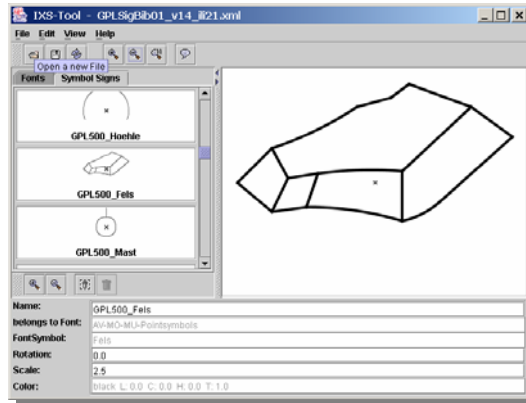 IXS-Tool - GPLSigBib01_v14_ili21.xml
File Edit View Help
Open a new File
Fonts Symbol Signs
GPL500_Hoehle
GPL500_Fels
GPL500_Mast
Name: GPL500_Fels
belongs to Font: AV-MO-MU-Pointsymbols
FontSymbol: Fels
Rotation: 0.0
Scale: 2.5
Color: black L: 0.0 C: 0.0 H: 0.0 T: 1.0